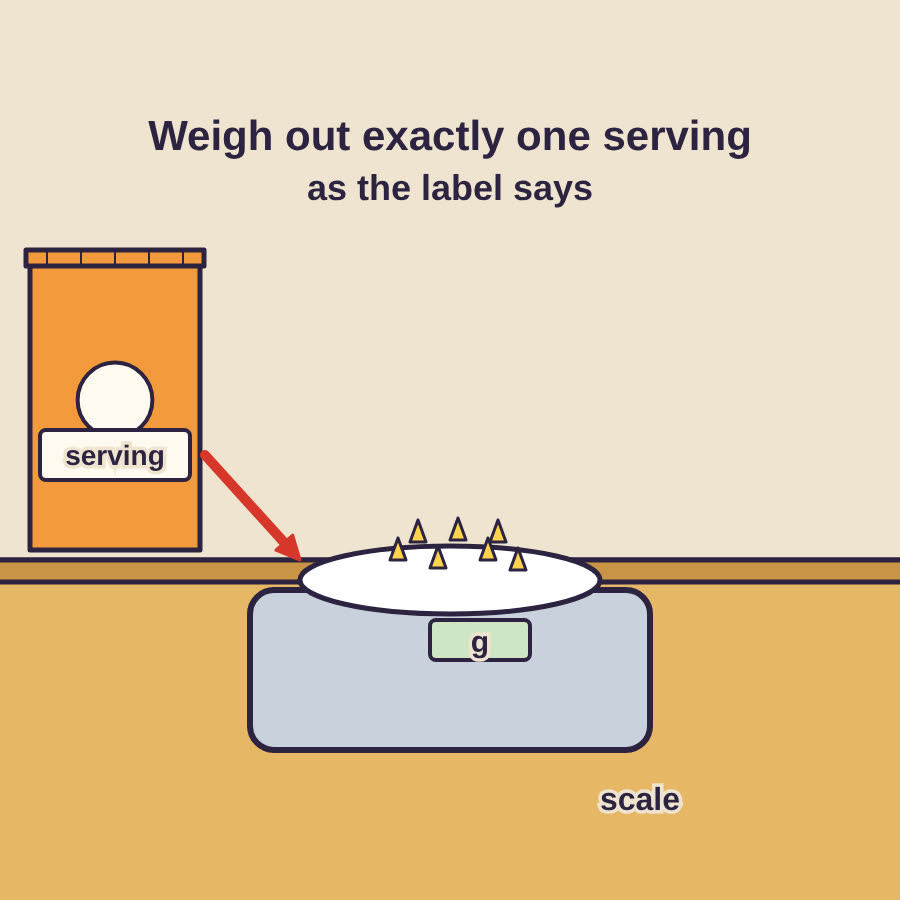 Weigh out exactly one serving
as the label says
serving
g
scale